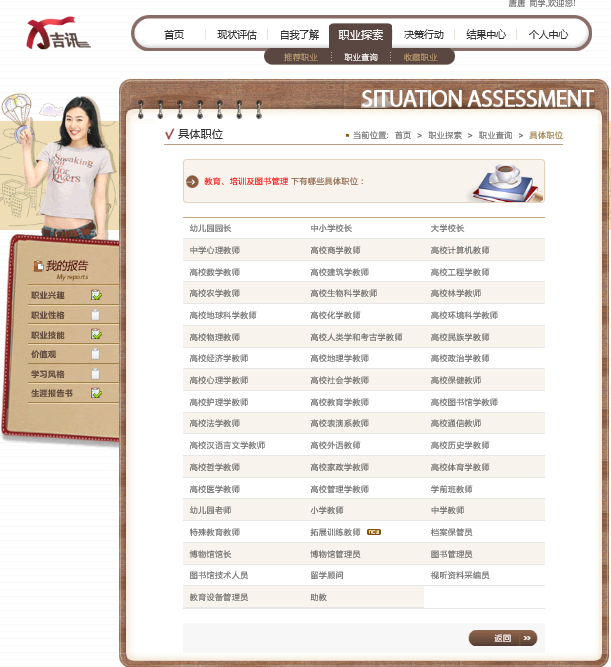 唐唐 同学,欢迎您!
吉讯
首页 现状评估 自我了解 职业探索 决策行动 结果中心 个人中心
推荐职业 职业查询 收藏职业
SITUATION ASSESSMENT
具体职位
当前位置: 首页 > 职业探索 > 职业查询 > 具体职位
教育、培训及图书管理 下有哪些具体职位：
我的报告
My reports
职业兴趣
职业性格
职业技能
价值观
学习风格
生涯报告书
幼儿园园长 中小学校长 大学校长
中学心理教师 高校商学教师 高校计算机教师
高校数学教师 高校建筑学教师 高校工程学教师
高校农学教师 高校生物科学教师 高校林学教师
高校地球科学教师 高校化学教师 高校环境科学教师
高校物理教师 高校人类学和考古学教师 高校民族学教师
高校经济学教师 高校地理学教师 高校政治学教师
高校心理学教师 高校社会学教师 高校保健教师
高校护理学教师 高校教育学教师 高校图书馆学教师
高校法学教师 高校表演系教师 高校通信教师
高校汉语言文学教师 高校外语教师 高校历史学教师
高校哲学教师 高校家政学教师 高校体育学教师
高校医学教师 高校管理学教师 学前班教师
幼儿园老师 小学教师 中学教师
特殊教育教师 拓展训练教师 档案保管员
博物馆馆长 博物馆管理员 图书管理员
图书馆技术人员 留学顾问 视听资料采编员
教育设备管理员 助教
返回